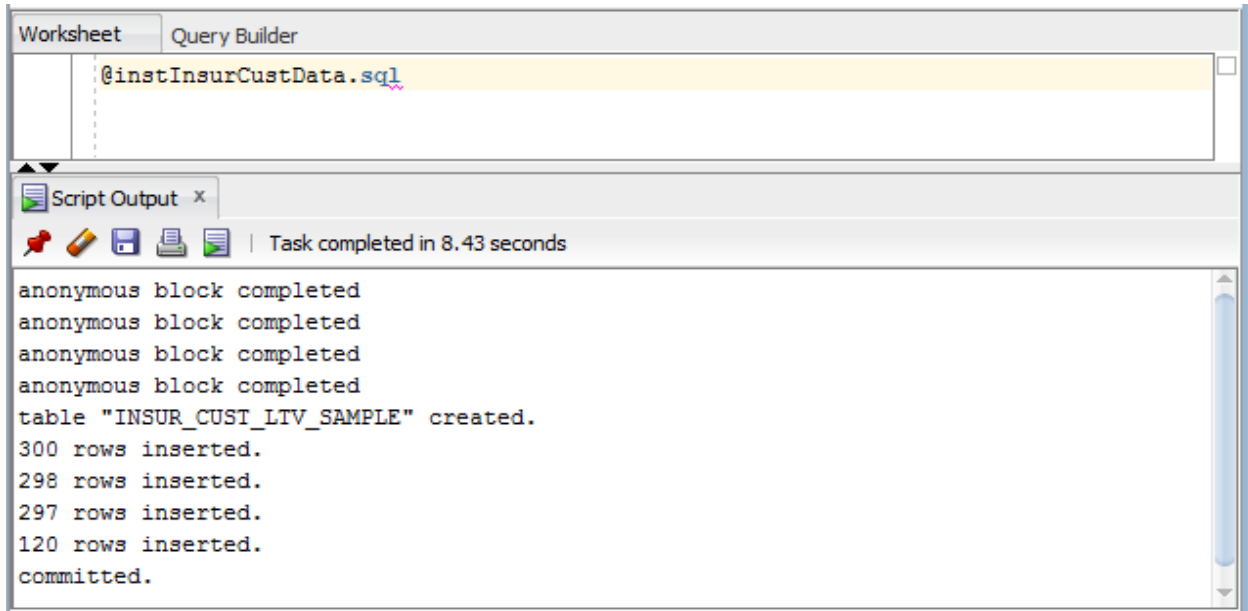 Worksheet Query Builder
@instInsurCustData.sql
Script Output x
Task completed in 8.43 seconds
anonymous block completed
anonymous block completed
anonymous block completed
anonymous block completed
table "INSUR_CUST_LTV_SAMPLE" created.
300 rows inserted.
298 rows inserted.
297 rows inserted.
120 rows inserted.
committed.